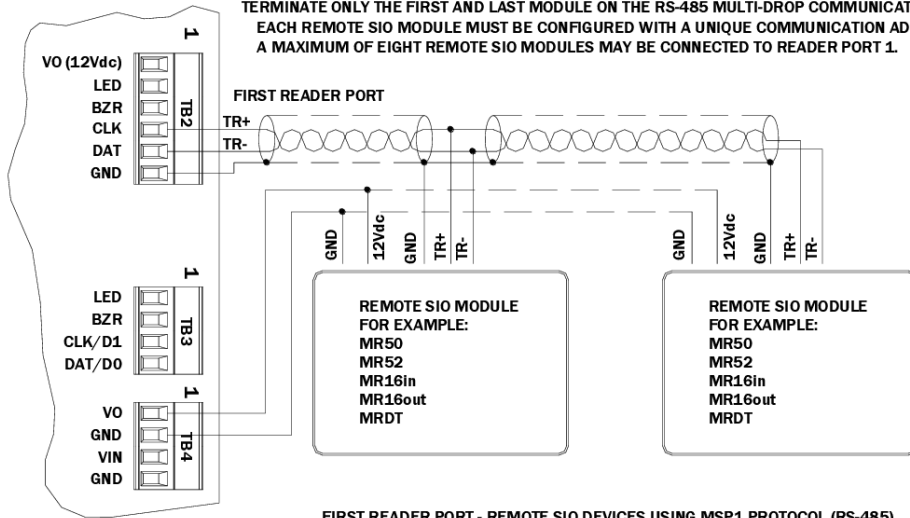 TERMINATE ONLY THE FIRST AND LAST MODULE ON THE RS-485 MULTI-DROP COMMUNICAT
EACH REMOTE SIO MODULE MUST BE CONFIGURED WITH A UNIQUE COMMUNICATION AD
A MAXIMUM OF EIGHT REMOTE SIO MODULES MAY BE CONNECTED TO READER PORT 1.
1
VO (12Vdc)
LED
BZR
CLK
DAT
GND
TB2
FIRST READER PORT
TR+
TR-
GND
12Vdc
GND
TR+
TR-
GND
12Vdc
GND
TR+
TR-
1
LED
BZR
CLK/D1
DAT/D0
TB3
1
VO
GND
VIN
GND
TB4
REMOTE SIO MODULE
FOR EXAMPLE:
MR50
MR52
MR16in
MR16out
MRDT
REMOTE SIO MODULE
FOR EXAMPLE:
MR50
MR52
MR16in
MR16out
MRDT
FIRST READER PORT - REMOTE SIO DEVICES USING MSP1 PROTOCOL (RS-485)